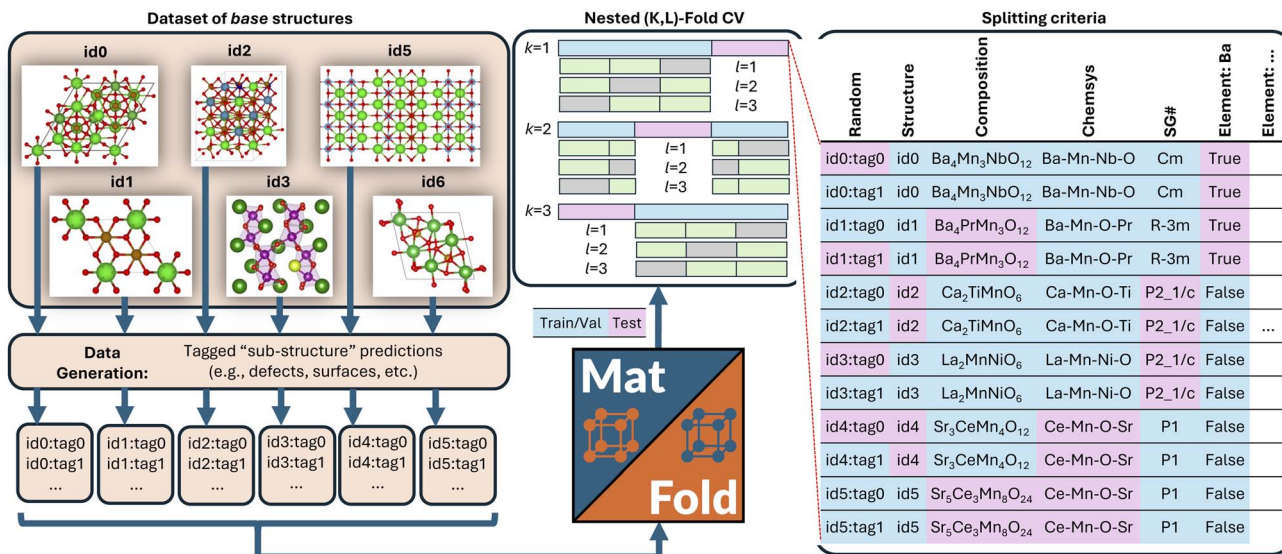 Dataset of base structures
id0
id2
id5
id1
id3
id6
Data
Generation:
Tagged “sub-structure” predictions
(e.g., defects, surfaces, etc.)
id0:tag0
id0:tag1
...
id1:tag0
id1:tag1
...
id2:tag0
id2:tag1
...
id3:tag0
id3:tag1
...
id4:tag0
id4:tag1
...
id5:tag0
id5:tag1
...
Nested (K,L)-Fold CV
k=1
l=1
l=2
l=3
k=2
l=1
l=2
l=3
k=3
l=1
l=2
l=3
Train/Val Test
Mat
Fold
Splitting criteria
Random Structure Composition Chemsys SG# Element: Ba Element: ...
id0:tag0 id0 Ba₄Mn₃NbO₁₂ Ba-Mn-Nb-O Cm True
id0:tag1 id0 Ba₄Mn₃NbO₁₂ Ba-Mn-Nb-O Cm True
id1:tag0 id1 Ba₄PrMn₃O₁₂ Ba-Mn-O-Pr R-3m True
id1:tag1 id1 Ba₄PrMn₃O₁₂ Ba-Mn-O-Pr R-3m True
id2:tag0 id2 Ca₂TiMnO₆ Ca-Mn-O-Ti P2_1/c False
id2:tag1 id2 Ca₂TiMnO₆ Ca-Mn-O-Ti P2_1/c False ...
id3:tag0 id3 La₂MnNiO₆ La-Mn-Ni-O P2_1/c False
id3:tag1 id3 La₂MnNiO₆ La-Mn-Ni-O P2_1/c False
id4:tag0 id4 Sr₃CeMn₄O₁₂ Ce-Mn-O-Sr P1 False
id4:tag1 id4 Sr₃CeMn₄O₁₂ Ce-Mn-O-Sr P1 False
id5:tag0 id5 Sr₅Ce₃Mn₈O₂₄ Ce-Mn-O-Sr P1 False
id5:tag1 id5 Sr₅Ce₃Mn₈O₂₄ Ce-Mn-O-Sr P1 False